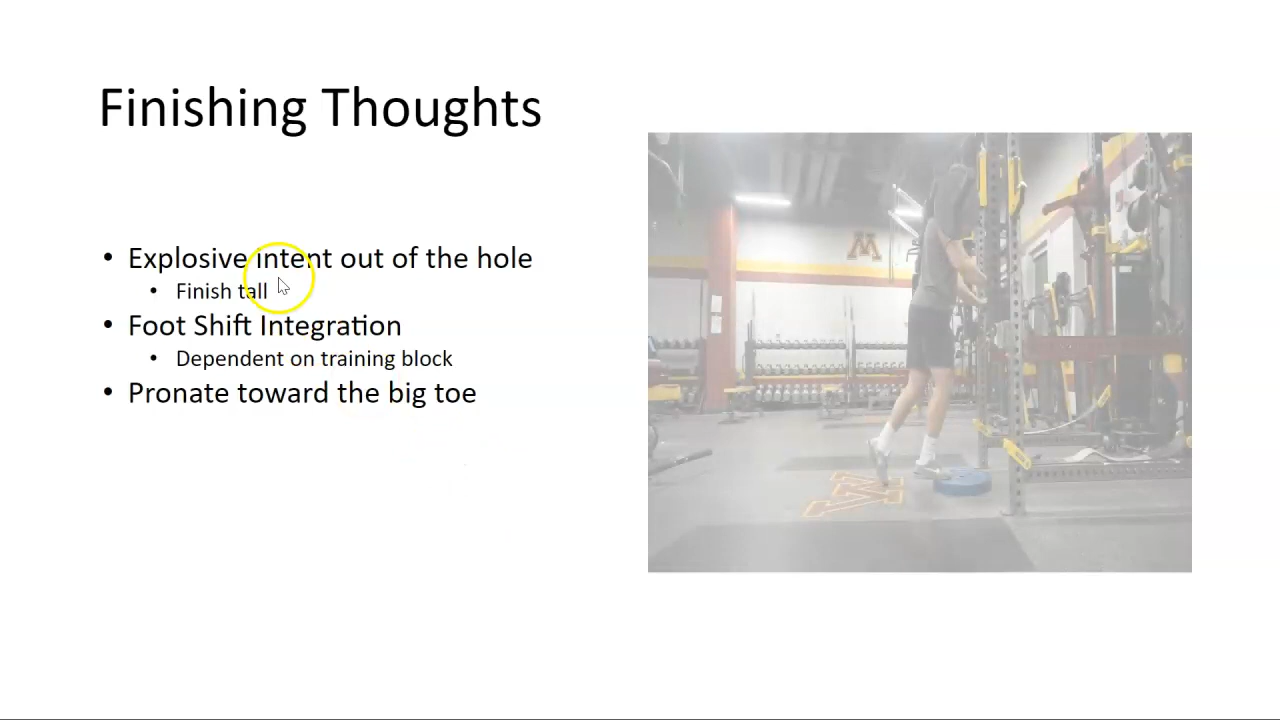 Finishing Thoughts
• Explosive intent out of the hole
• Finish tall
• Foot Shift Integration
• Dependent on training block
• Pronate toward the big toe
M
M